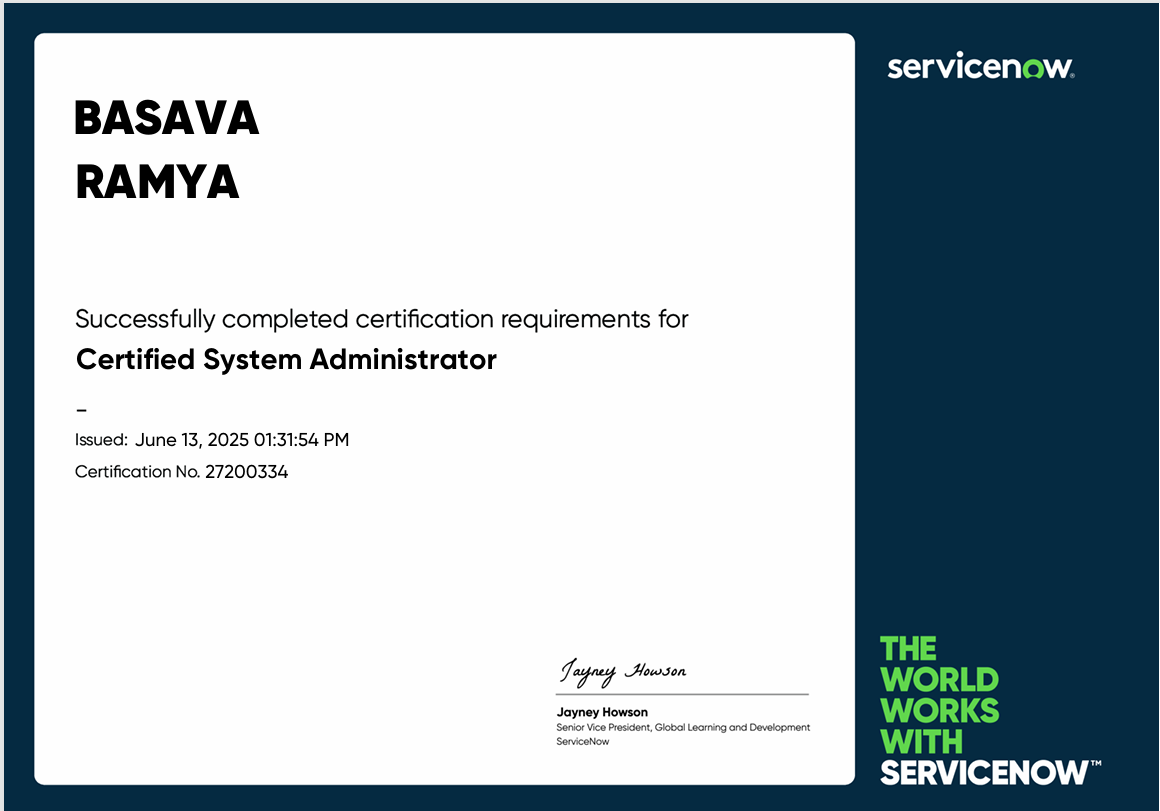 servicenow®
BASAVA
RAMYA
Successfully completed certification requirements for
Certified System Administrator
–
Issued: June 13, 2025 01:31:54 PM
Certification No. 27200334
Jayney Howson
Jayney Howson
Senior Vice President, Global Learning and Development
ServiceNow
THE
WORLD
WORKS
WITH
SERVICENOW™